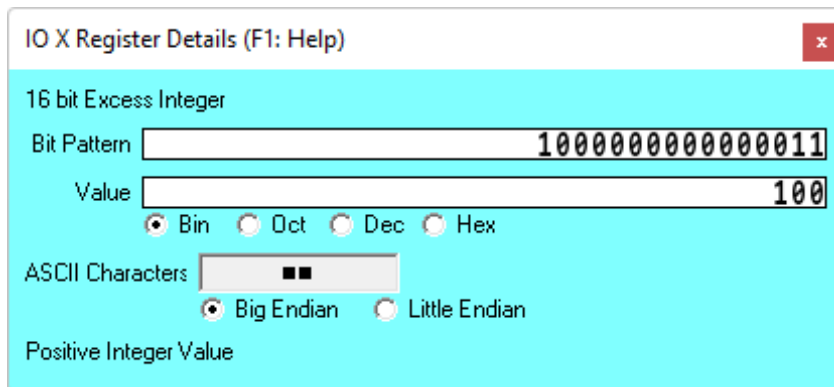 IO X Register Details (F1: Help)
x
16 bit Excess Integer
Bit Pattern 1000000000000011
Value 100
Bin Oct Dec Hex
ASCII Characters ■■
Big Endian Little Endian
Positive Integer Value